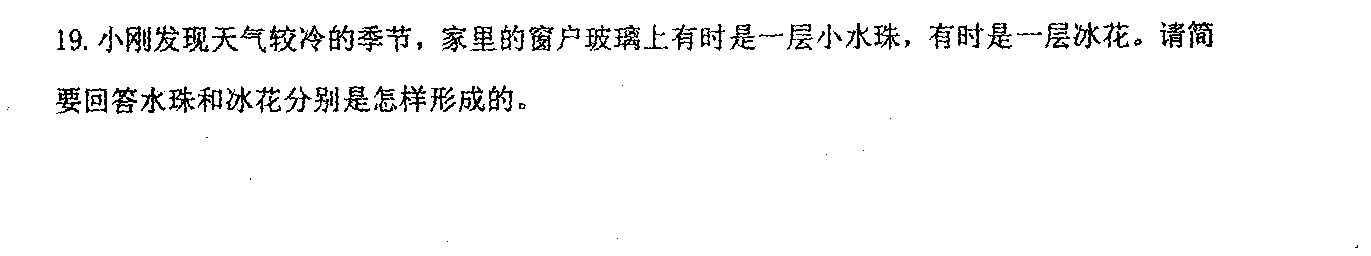 19. 小刚发现天气较冷的季节，家里的窗户玻璃上有时是一层小水珠，有时是一层冰花。请简
要回答水珠和冰花分别是怎样形成的。